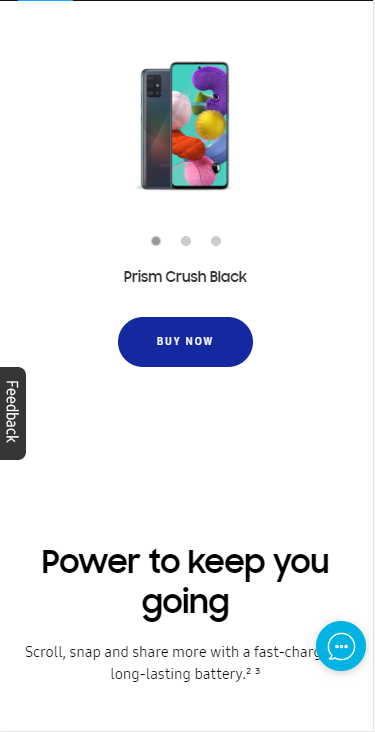 Prism Crush Black
BUY NOW
Feedback
Power to keep you
going
Scroll, snap and share more with a fast-charg
long-lasting battery.² ³